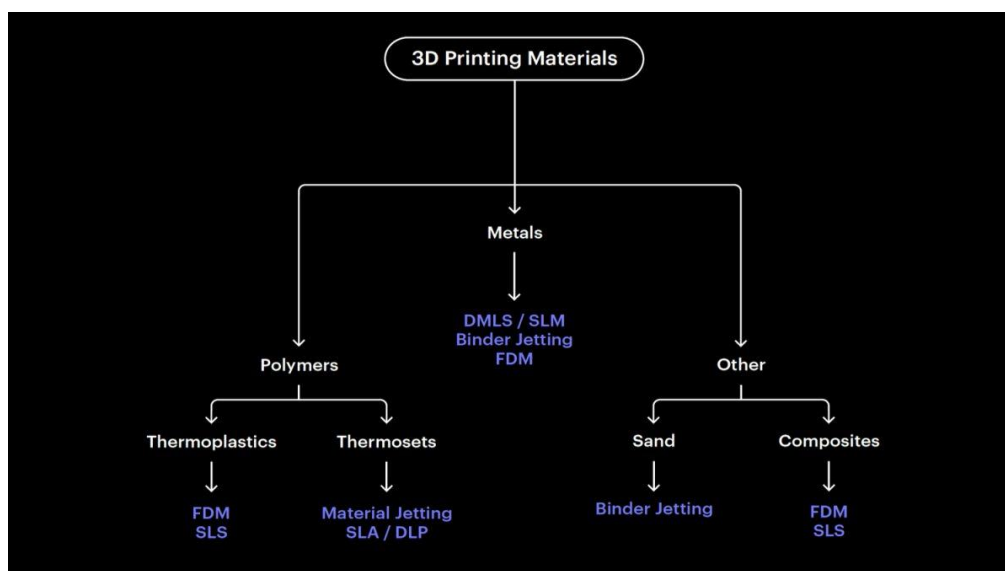 3D Printing Materials
Metals
DMLS / SLM
Binder Jetting
FDM
Polymers
Other
Thermoplastics
Thermosets
Sand
Composites
FDM
SLS
Material Jetting
SLA / DLP
Binder Jetting
FDM
SLS